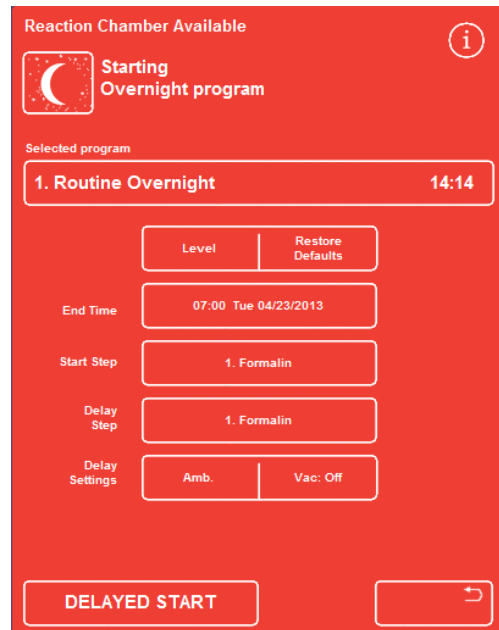 Reaction Chamber Available
i
Starting
Overnight program
Selected program
1. Routine Overnight 14:14
Level
Restore
Defaults
End Time 07:00 Tue 04/23/2013
Start Step 1. Formalin
Delay
Step
1. Formalin
Delay
Settings
Amb. Vac: Off
DELAYED START